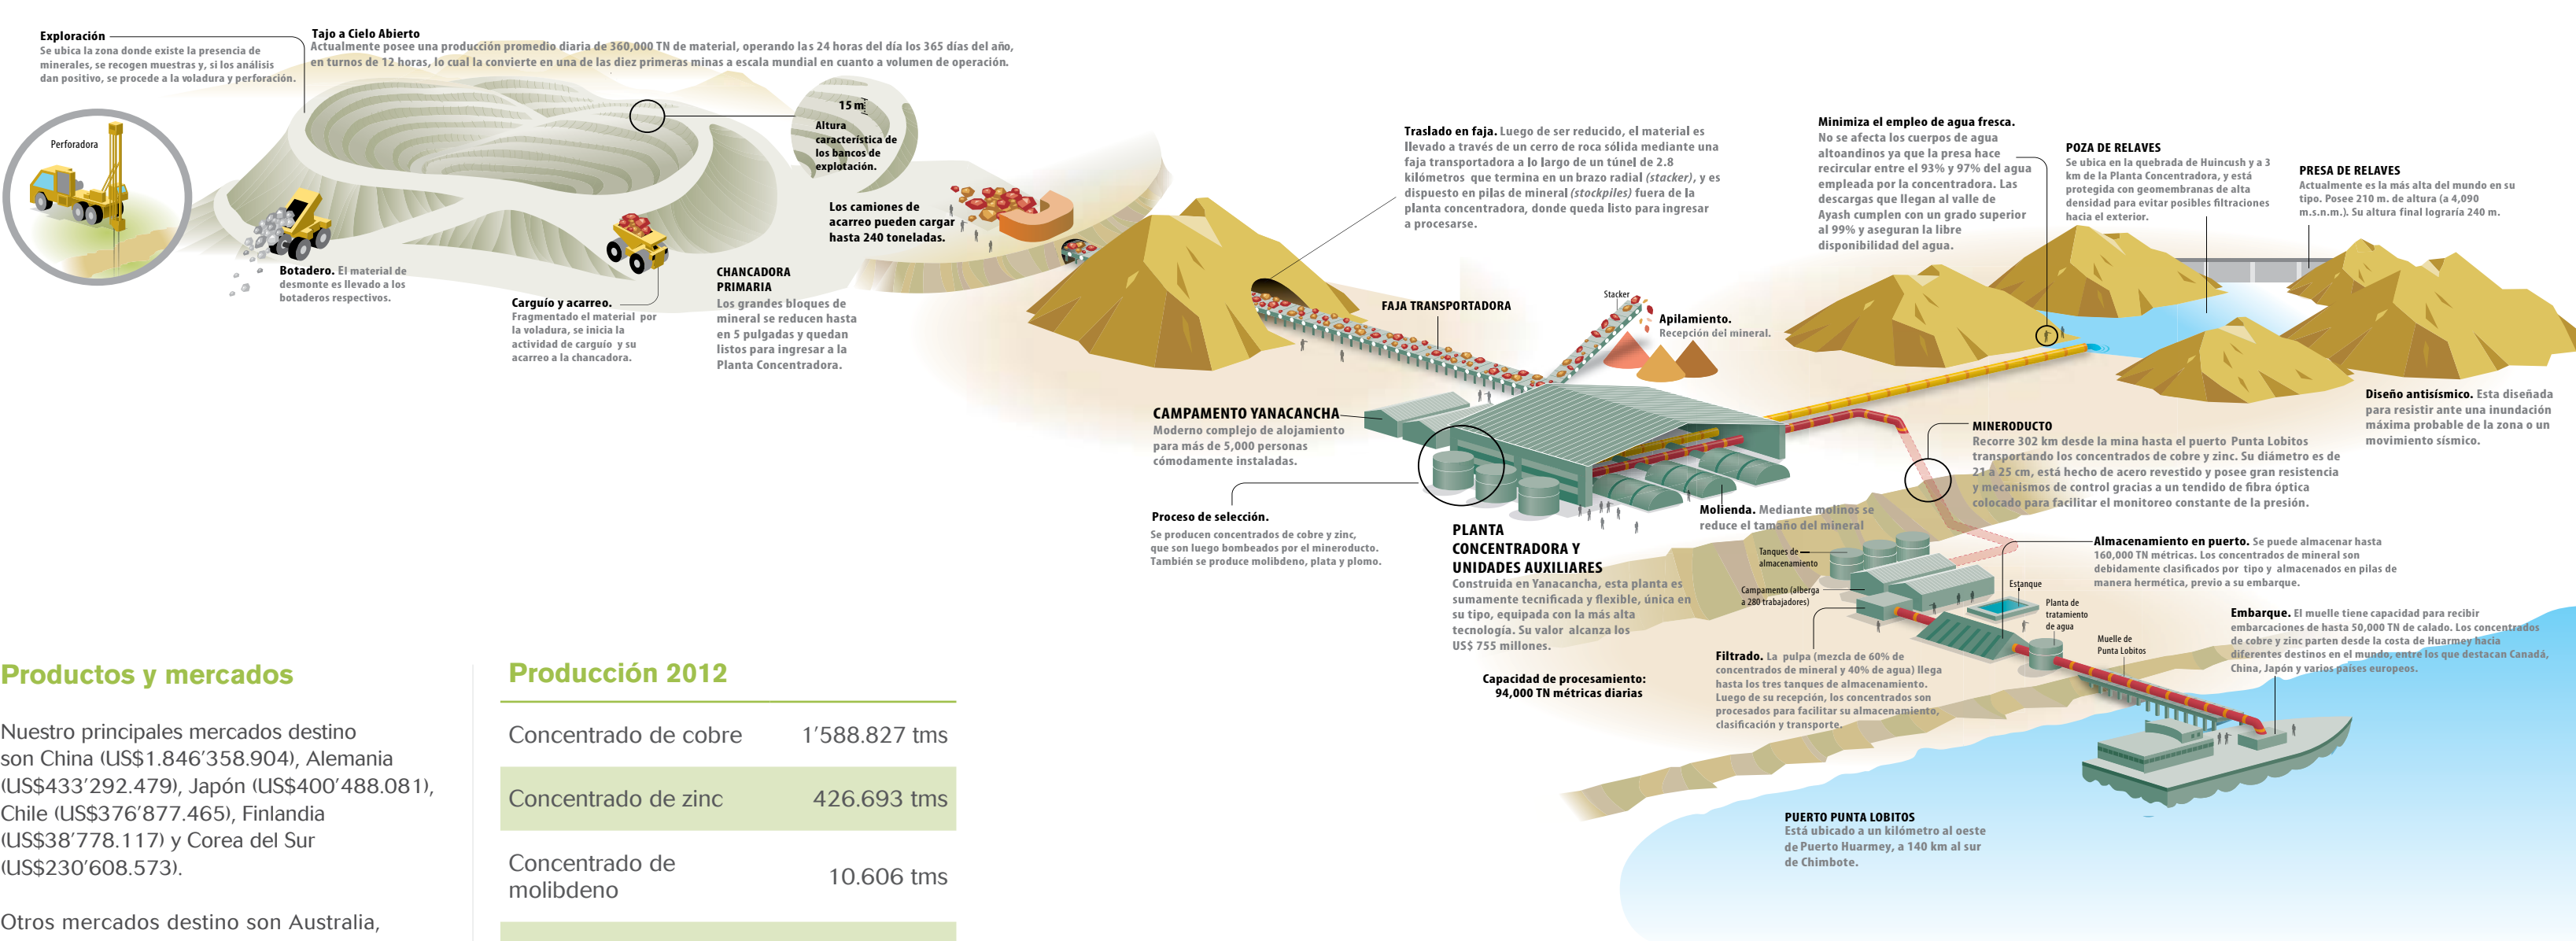 Exploración
Se ubica la zona donde existe la presencia de
minerales, se recogen muestras y, si los análisis
dan positivo, se procede a la voladura y perforación.
Perforadora
Tajo a Cielo Abierto
Actualmente posee una producción promedio diaria de 360,000 TN de material, operando las 24 horas del día los 365 días del año,
en turnos de 12 horas, lo cual la convierte en una de las diez primeras minas a escala mundial en cuanto a volumen de operación.
15 m
Altura
característica de
los bancos de
explotación.
Los camiones de
acarreo pueden cargar
hasta 240 toneladas.
Botadero. El material de
desmonte es llevado a los
botaderos respectivos.
Carguío y acarreo.
Fragmentado el material por
la voladura, se inicia la
actividad de carguío y su
acarreo a la chancadora.
CHANCADORA
PRIMARIA
Los grandes bloques de
mineral se reducen hasta
en 5 pulgadas y quedan
listos para ingresar a la
Planta Concentradora.
Traslado en faja. Luego de ser reducido, el material es
llevado a través de un cerro de roca sólida mediante una
faja transportadora a lo largo de un túnel de 2.8
kilómetros que termina en un brazo radial (stacker), y es
dispuesto en pilas de mineral (stockpiles) fuera de la
planta concentradora, donde queda listo para ingresar
a procesarse.
FAJA TRANSPORTADORA
Stacker
Apilamiento.
Recepción del mineral.
Minimiza el empleo de agua fresca.
No se afecta los cuerpos de agua
altoandinos ya que la presa hace
recircular entre el 93% y 97% del agua
empleada por la concentradora. Las
descargas que llegan al valle de
Ayash cumplen con un grado superior
al 99% y aseguran la libre
disponibilidad del agua.
POZA DE RELAVES
Se ubica en la quebrada de Huincush y a 3
km de la Planta Concentradora, y está
protegida con geomembranas de alta
densidad para evitar posibles filtraciones
hacia el exterior.
PRESA DE RELAVES
Actualmente es la más alta del mundo en su
tipo. Posee 210 m. de altura (a 4,090
m.s.n.m.). Su altura final lograría 240 m.
Diseño antisísmico. Esta diseñada
para resistir ante una inundación
máxima probable de la zona o un
movimiento sísmico.
CAMPAMENTO YANACANCHA
Moderno complejo de alojamiento
para más de 5,000 personas
cómodamente instaladas.
Proceso de selección.
Se producen concentrados de cobre y zinc,
que son luego bombeados por el mineroducto.
También se produce molibdeno, plata y plomo.
PLANTA
CONCENTRADORA Y
UNIDADES AUXILIARES
Construida en Yanacancha, esta planta es
sumamente tecnificada y flexible, única en
su tipo, equipada con la más alta
tecnología. Su valor alcanza los
US$ 755 millones.
Capacidad de procesamiento:
94,000 TN métricas diarias
Molienda. Mediante molinos se
reduce el tamaño del mineral
MINERODUCTO
Recorre 302 km desde la mina hasta el puerto Punta Lobitos
transportando los concentrados de cobre y zinc. Su diámetro es de
21 a 25 cm, está hecho de acero revestido y posee gran resistencia
y mecanismos de control gracias a un tendido de fibra óptica
colocado para facilitar el monitoreo constante de la presión.
Tanques de
almacenamiento
Campamento (alberga
a 280 trabajadores)
Almacenamiento en puerto. Se puede almacenar hasta
160,000 TN métricas. Los concentrados de mineral son
debidamente clasificados por tipo y almacenados en pilas de
manera hermética, previo a su embarque.
Estanque
Planta de
tratamiento
de agua
Muelle de
Punta Lobitos
Embarque. El muelle tiene capacidad para recibir
embarcaciones de hasta 50,000 TN de calado. Los concentrados
de cobre y zinc parten desde la costa de Huarmey hacia
diferentes destinos en el mundo, entre los que destacan Canadá,
China, Japón y varios países europeos.
Filtrado. La pulpa (mezcla de 60% de
concentrados de mineral y 40% de agua) llega
hasta los tres tanques de almacenamiento.
Luego de su recepción, los concentrados son
procesados para facilitar su almacenamiento,
clasificación y transporte.
PUERTO PUNTA LOBITOS
Está ubicado a un kilómetro al oeste
de Puerto Huarmey, a 140 km al sur
de Chimbote.
Productos y mercados
Nuestro principales mercados destino
son China (US$1.846’358.904), Alemania
(US$433’292.479), Japón (US$400’488.081),
Chile (US$376’877.465), Finlandia
(US$38’778.117) y Corea del Sur
(US$230’608.573).
Otros mercados destino son Australia,
Producción 2012
Concentrado de cobre 1’588.827 tms
Concentrado de zinc 426.693 tms
Concentrado de
molibdeno 10.606 tms